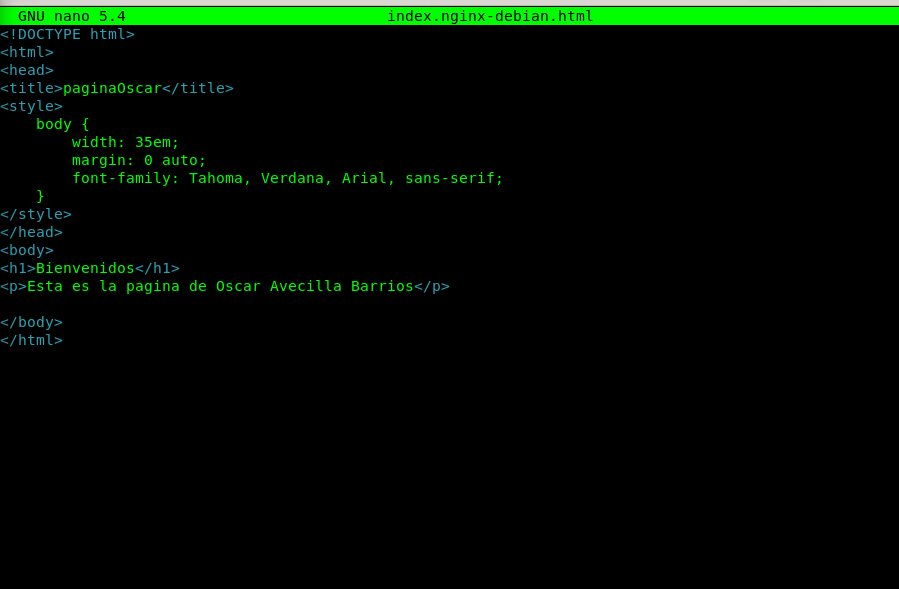 GNU nano 5.4 index.nginx-debian.html
<!DOCTYPE html>
<html>
<head>
<title>paginaOscar</title>
<style>
    body {
        width: 35em;
        margin: 0 auto;
        font-family: Tahoma, Verdana, Arial, sans-serif;
    }
</style>
</head>
<body>
<h1>Bienvenidos</h1>
<p>Esta es la pagina de Oscar Avecilla Barrios</p>

</body>
</html>